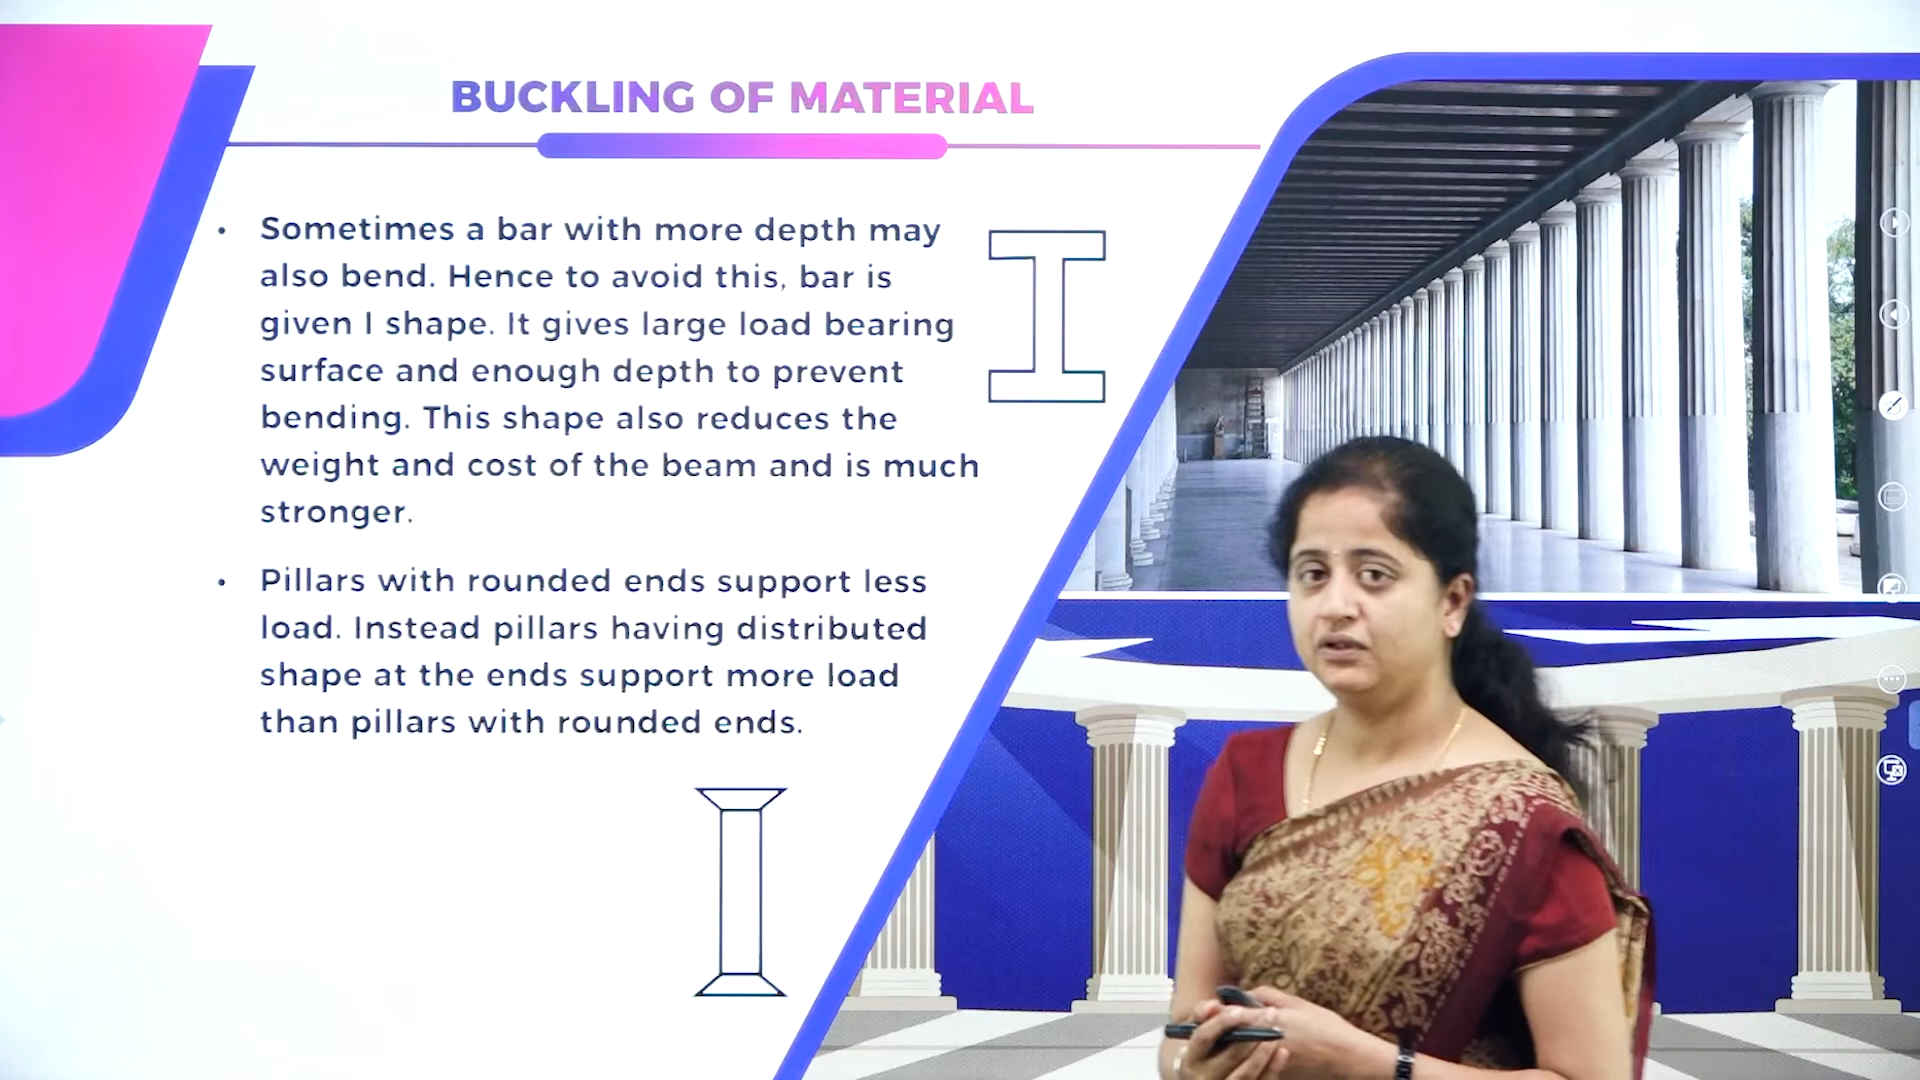 BUCKLING OF MATERIAL
• Sometimes a bar with more depth may
also bend. Hence to avoid this, bar is
given I shape. It gives large load bearing
surface and enough depth to prevent
bending. This shape also reduces the
weight and cost of the beam and is much
stronger.
• Pillars with rounded ends support less
load. Instead pillars having distributed
shape at the ends support more load
than pillars with rounded ends.